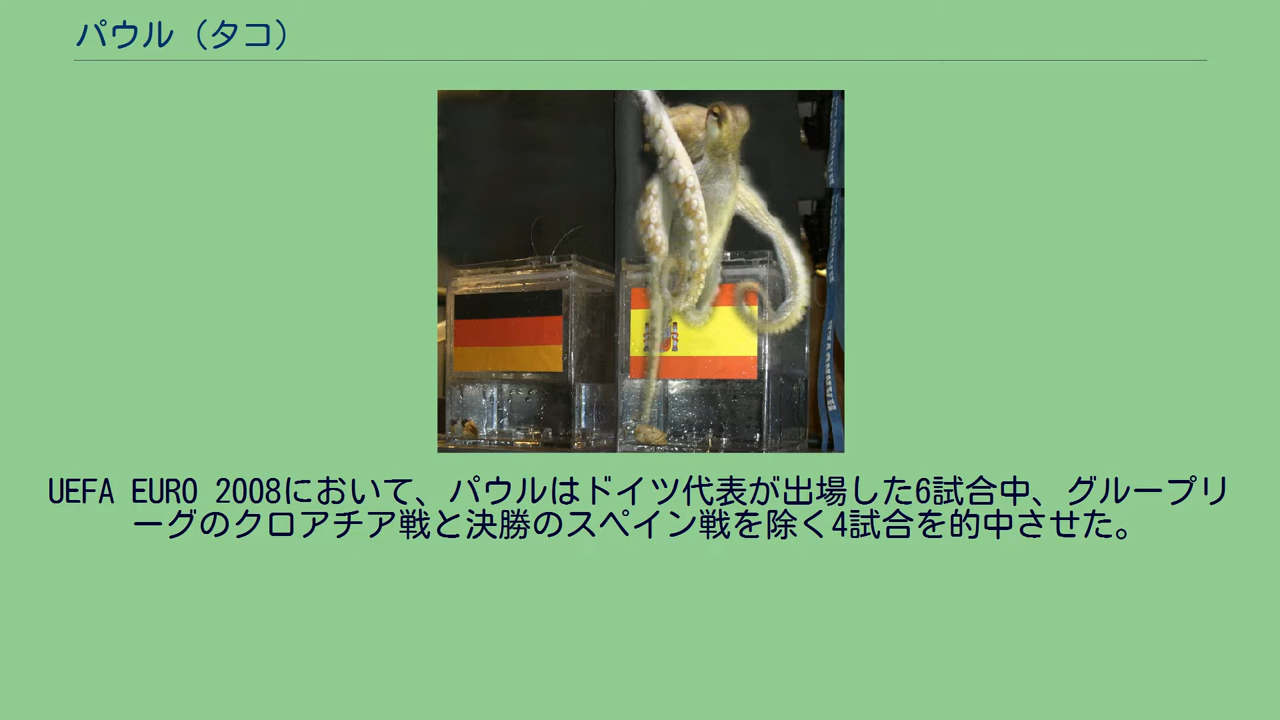 パウル（タコ）
UEFA EURO 2008において、パウルはドイツ代表が出場した6試合中、グループリ
ーグのクロアチア戦と決勝のスペイン戦を除く4試合を的中させた。